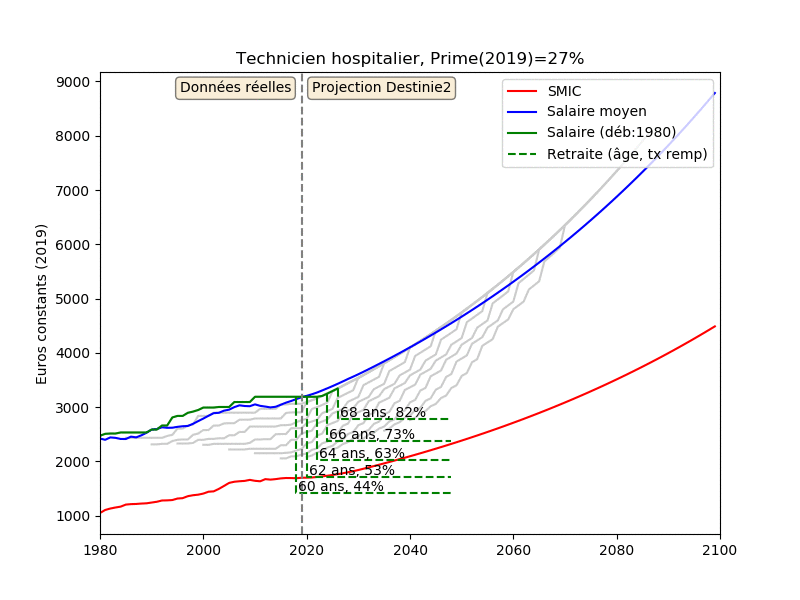 Technicien hospitalier, Prime(2019)=27%
Données réelles
Projection Destinie2
SMIC
Salaire moyen
Salaire (déb:1980)
Retraite (âge, tx remp)
Euros constants (2019)
9000
8000
7000
6000
5000
4000
3000
2000
1000
68 ans, 82%
66 ans, 73%
64 ans, 63%
62 ans, 53%
60 ans, 44%
1980
2000
2020
2040
2060
2080
2100